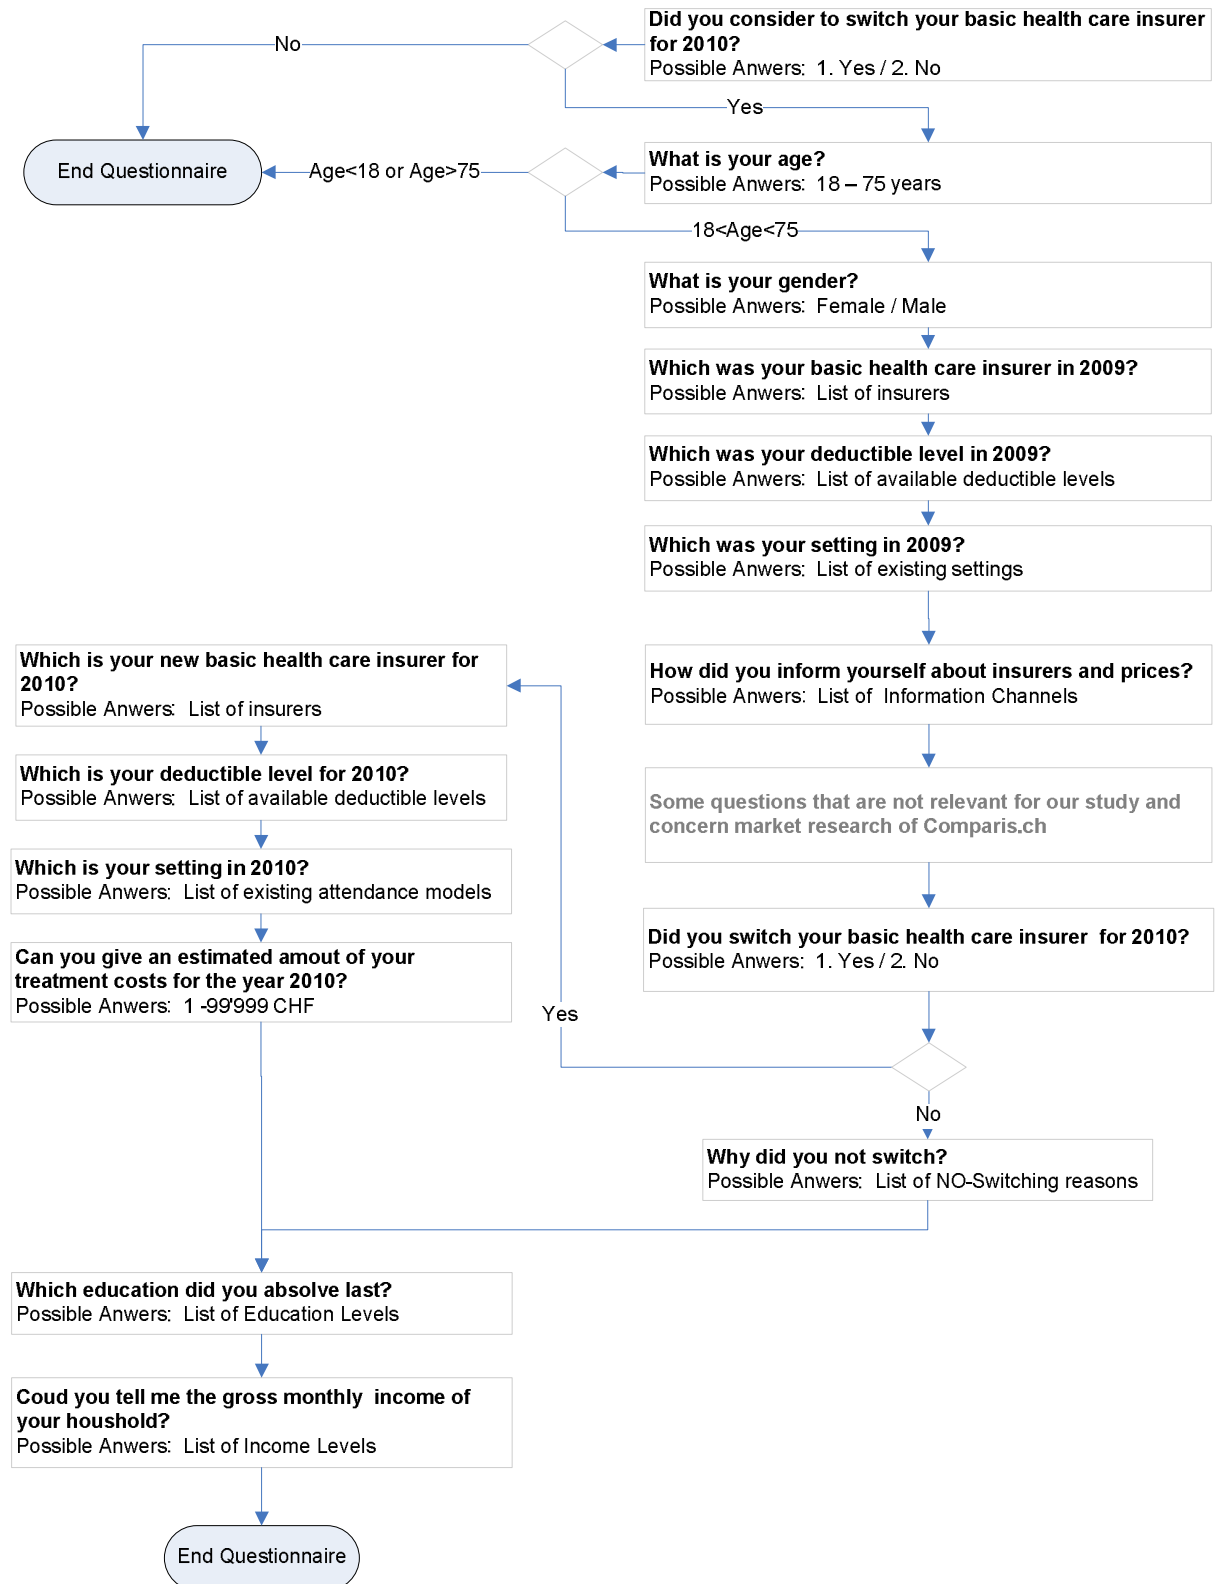 Did you consider to switch your basic health care insurer
for 2010?
Possible Anwers:  1. Yes / 2. No
No
Yes
End Questionnaire
Age<18 or Age>75
What is your age?
Possible Anwers:  18 – 75 years
18<Age<75
What is your gender?
Possible Anwers:  Female / Male
Which was your basic health care insurer in 2009?
Possible Anwers:  List of insurers
Which was your deductible level in 2009?
Possible Anwers:  List of available deductible levels
Which was your setting in 2009?
Possible Anwers:  List of existing settings
How did you inform yourself about insurers and prices?
Possible Anwers:  List of  Information Channels
Some questions that are not relevant for our study and
concern market research of Comparis.ch
Did you switch your basic health care insurer  for 2010?
Possible Anwers:  1. Yes / 2. No
Yes
No
Which is your new basic health care insurer for
2010?
Possible Anwers:  List of insurers
Which is your deductible level for 2010?
Possible Anwers:  List of available deductible levels
Which is your setting in 2010?
Possible Anwers:  List of existing attendance models
Can you give an estimated amout of your
treatment costs for the year 2010?
Possible Anwers:  1 -99'999 CHF
Why did you not switch?
Possible Anwers:  List of NO-Switching reasons
Which education did you absolve last?
Possible Anwers:  List of Education Levels
Coud you tell me the gross monthly  income of
your houshold?
Possible Anwers:  List of Income Levels
End Questionnaire